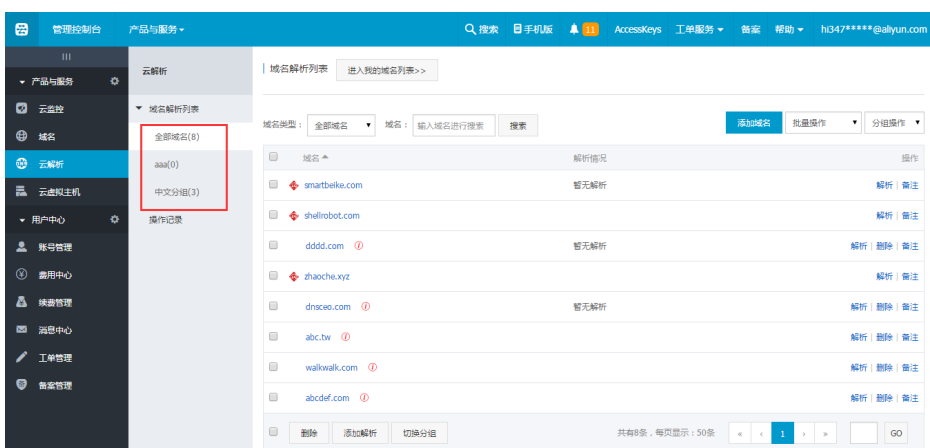 管理控制台 产品与服务 搜索 手机版 11 AccessKeys 工单服务 备案 帮助 hi347*****@aliyun.com
产品与服务
云监控
域名
云解析
云虚拟主机
用户中心
账号管理
费用中心
续费管理
消息中心
工单管理
备案管理
云解析
域名解析列表
全部域名(8)
aaa(0)
中文分组(3)
操作记录
域名解析列表 进入我的域名列表>>
域名类型： 全部域名 域名： 输入域名进行搜索 搜索 添加域名 批量操作 分组操作
域名 解析情况 操作
smartbeike.com 暂无解析 解析 | 备注
shellrobot.com 解析 | 备注
dddd.com 暂无解析 解析 | 删除 | 备注
zhaoche.xyz 解析 | 备注
dnsceo.com 暂无解析 解析 | 删除 | 备注
abc.tw 解析 | 删除 | 备注
walkwalk.com 解析 | 删除 | 备注
abcdef.com 解析 | 删除 | 备注
删除 添加解析 切换分组 共有8条，每页显示：50条 « ‹ 1 › » GO